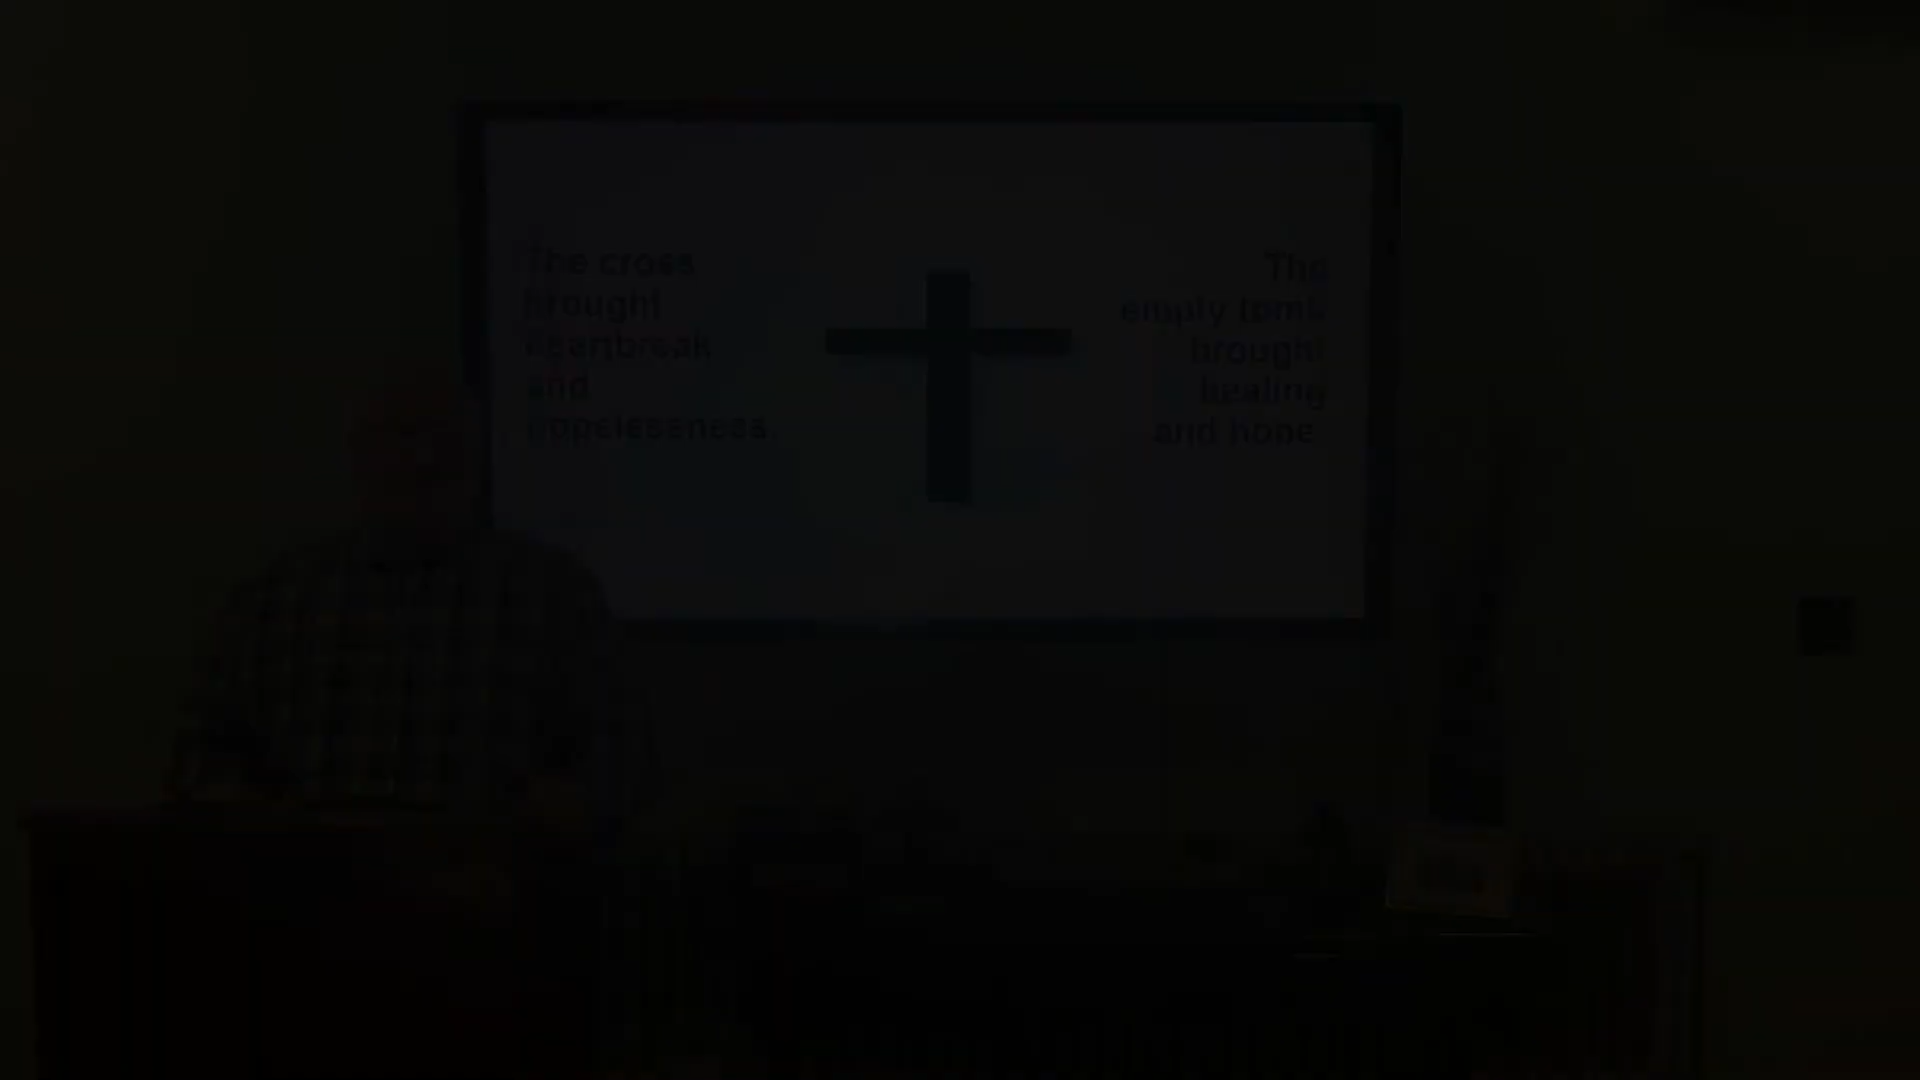 The cross
brought
heartbreak
and
hopelessness.
The
empty tomb
brought
healing
and hope.